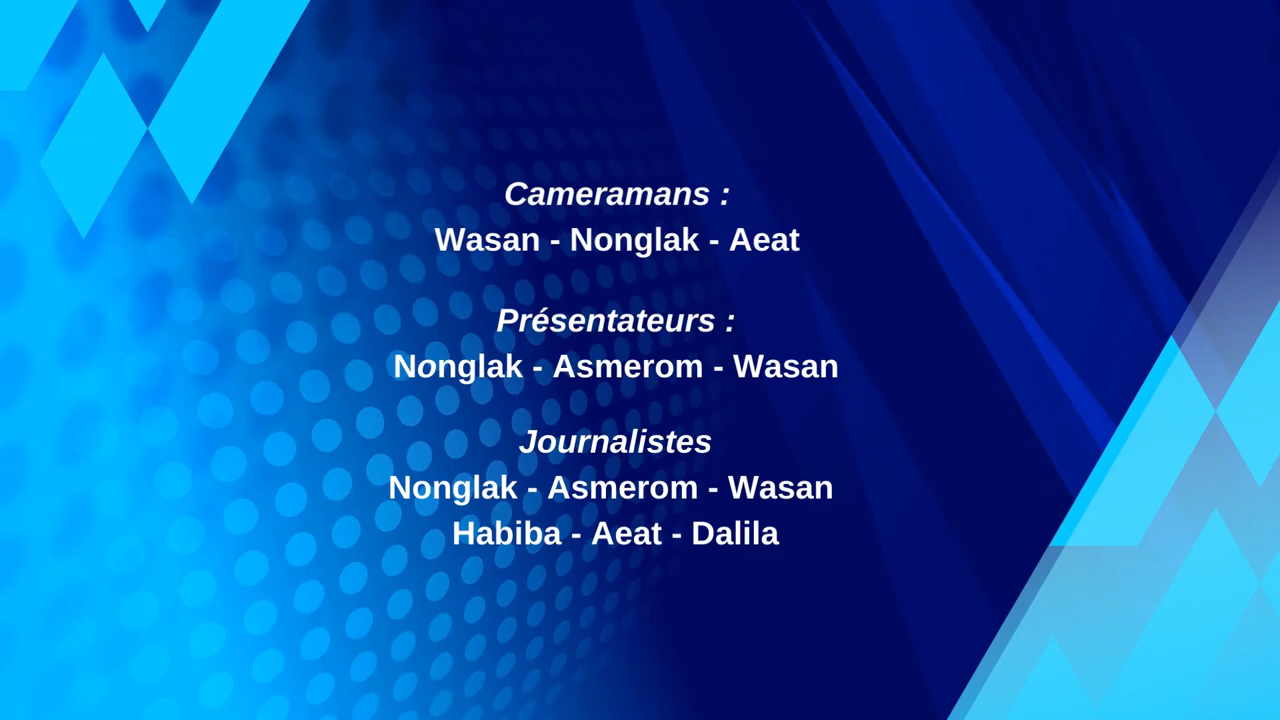 Cameramans :
Wasan - Nonglak - Aeat
Présentateurs :
Nonglak - Asmerom - Wasan
Journalistes
Nonglak - Asmerom - Wasan
Habiba - Aeat - Dalila